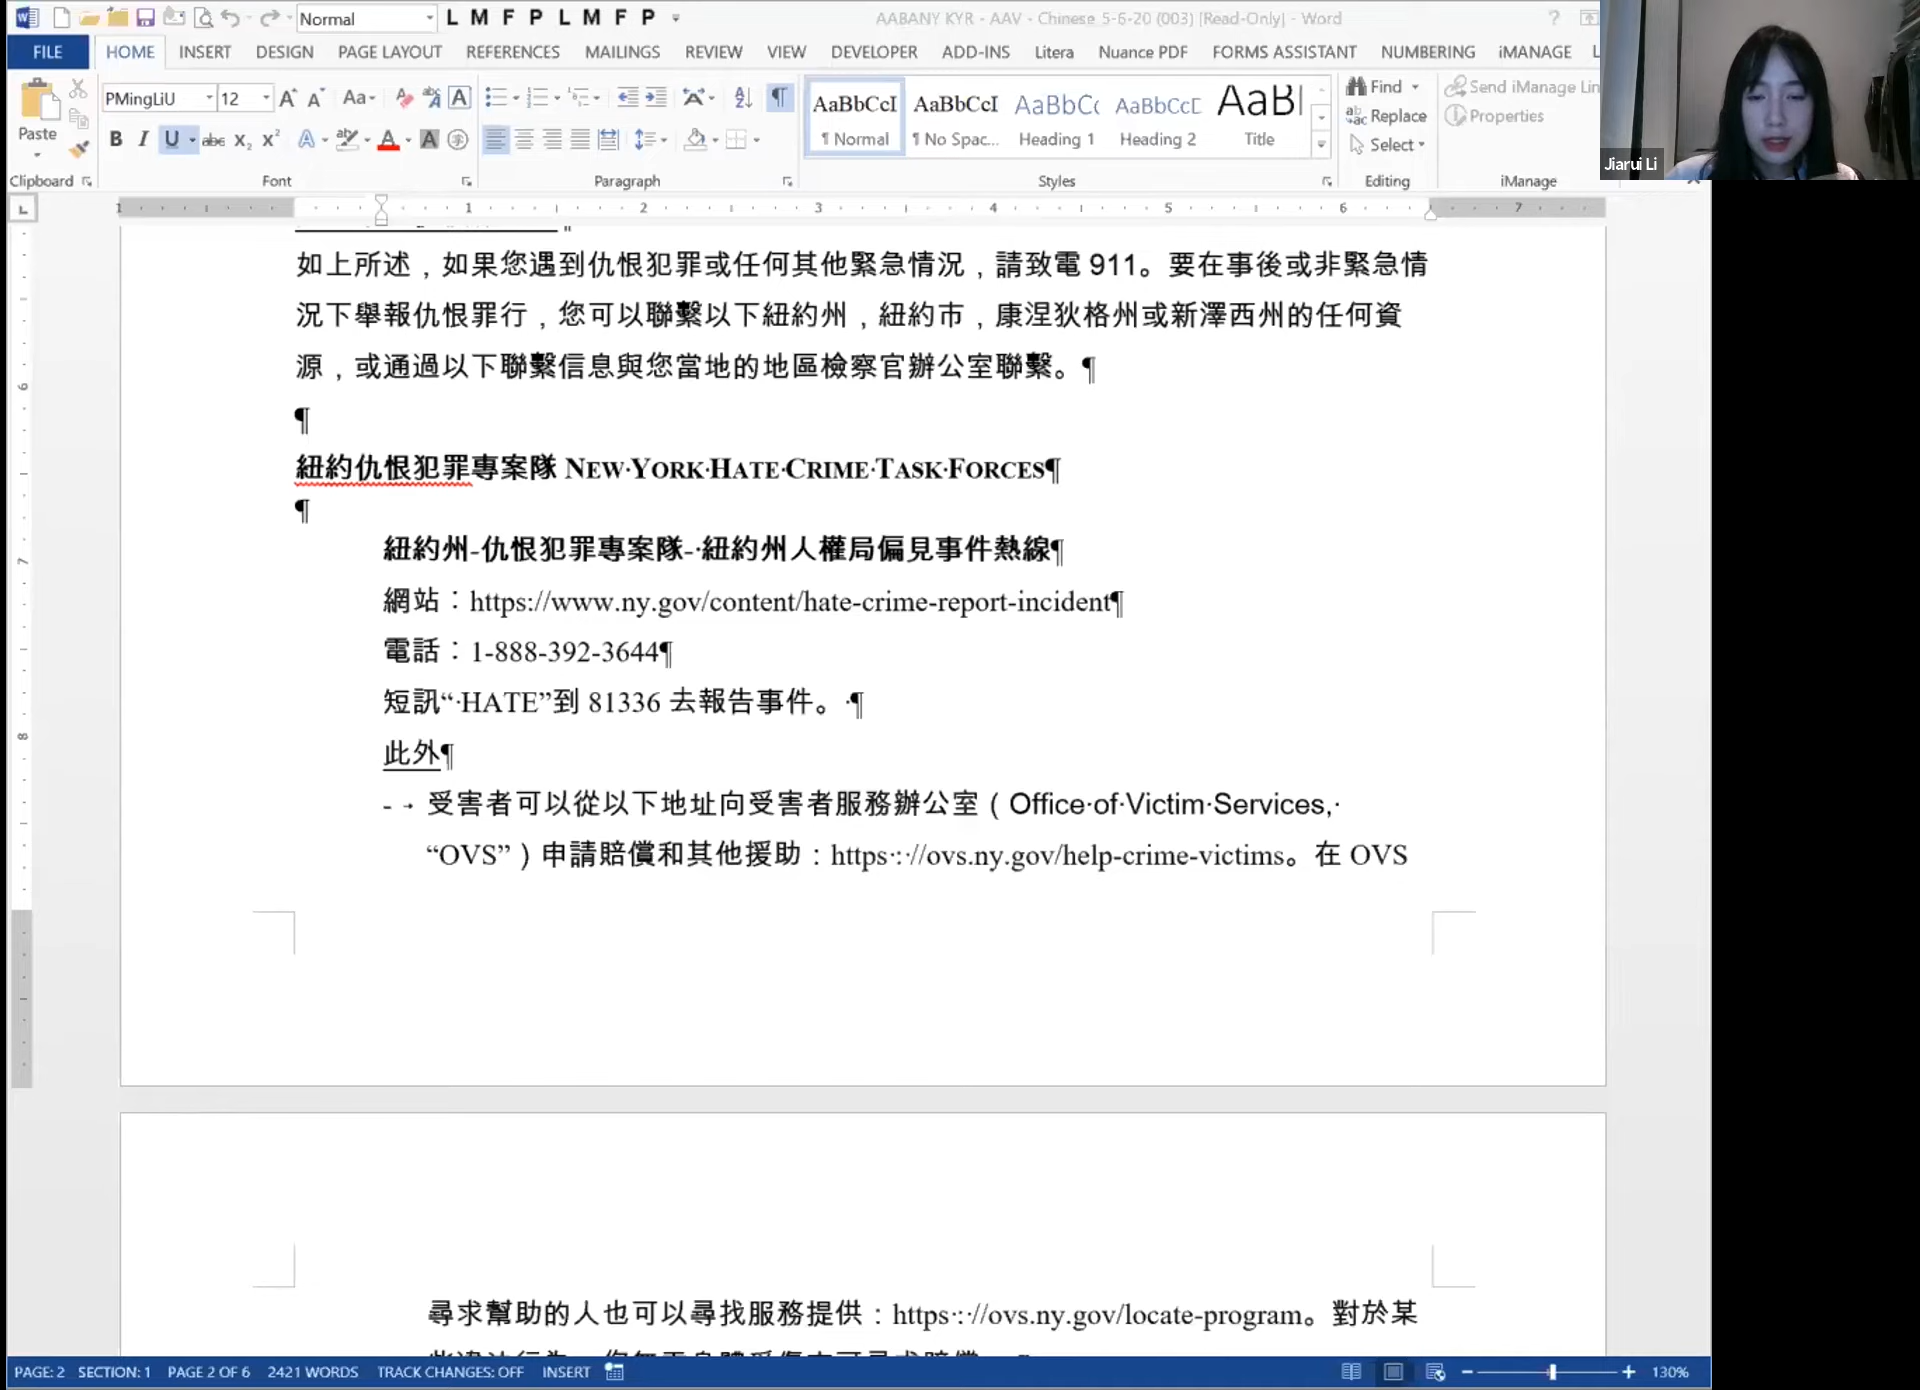 Normal
L M F P L M F P
AABANY KYR - AAV - Chinese 5-6-20 (003) [Read-Only] - Word
?
FILE HOME INSERT DESIGN PAGE LAYOUT REFERENCES MAILINGS REVIEW VIEW DEVELOPER ADD-INS Litera Nuance PDF FORMS ASSISTANT NUMBERING iMANAGE L
PMingLiU 12
Paste
Find
Replace
Select
Send iManage Lin
Properties
AaBbCcI AaBbCcI AaBbC AaBbCcD AaBl
¶ Normal ¶ No Spac... Heading 1 Heading 2 Title
Clipboard Font Paragraph Styles Editing iManage
Jiarui Li
1 1 2 3 4 5 6 7
如上所述，如果您遇到仇恨犯罪或任何其他緊急情況，請致電 911。要在事後或非緊急情
況下舉報仇恨罪行，您可以聯繫以下紐約州，紐約市，康涅狄格州或新澤西州的任何資
源，或通過以下聯繫信息與您當地的地區檢察官辦公室聯繫。¶
¶
紐約仇恨犯罪專案隊 NEW·YORK·HATE·CRIME·TASK·FORCES¶
¶
紐約州-仇恨犯罪專案隊-·紐約州人權局偏見事件熱線¶
網站：https://www.ny.gov/content/hate-crime-report-incident¶
電話：1-888-392-3644¶
短訊“·HATE”到 81336 去報告事件。·¶
此外¶
- → 受害者可以從以下地址向受害者服務辦公室（Office·of·Victim·Services,·
“OVS”）申請賠償和其他援助：https·:·//ovs.ny.gov/help-crime-victims。在 OVS
尋求幫助的人也可以尋找服務提供：https·:·//ovs.ny.gov/locate-program。對於某
PAGE: 2 SECTION: 1 PAGE 2 OF 6 2421 WORDS TRACK CHANGES: OFF INSERT 130%